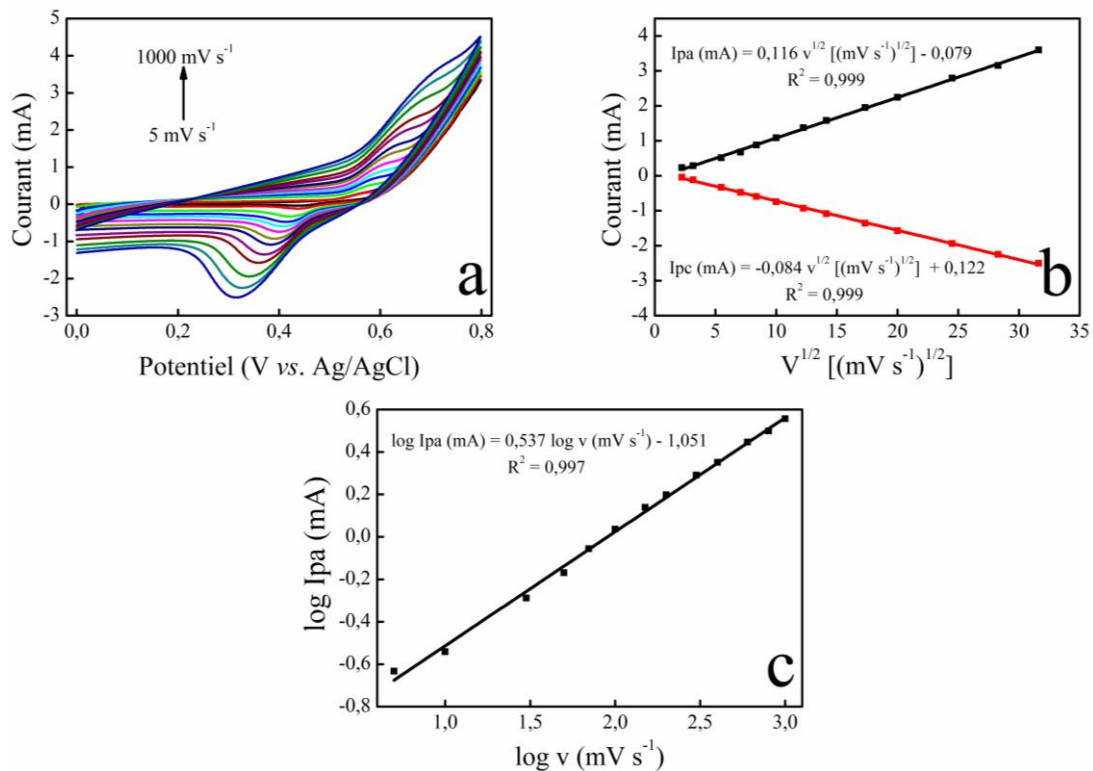 5
4
3
2
1
0
-1
-2
-3
Courant (mA)
1000 mV s⁻¹
5 mV s⁻¹
a
0,0 0,2 0,4 0,6 0,8
Potentiel (V vs. Ag/AgCl)
4
3
2
1
0
-1
-2
-3
-4
Courant (mA)
Ipa (mA) = 0,116 v^1/2 [(mV s⁻¹)^1/2] - 0,079
R² = 0,999
Ipc (mA) = -0,084 v^1/2 [(mV s⁻¹)^1/2] + 0,122
R² = 0,999
b
0 5 10 15 20 25 30 35
V^1/2 [(mV s⁻¹)^1/2]
0,6
0,4
0,2
0,0
-0,2
-0,4
-0,6
-0,8
log Ipa (mA)
log Ipa (mA) = 0,537 log v (mV s⁻¹) - 1,051
R² = 0,997
c
1,0 1,5 2,0 2,5 3,0
log v (mV s⁻¹)